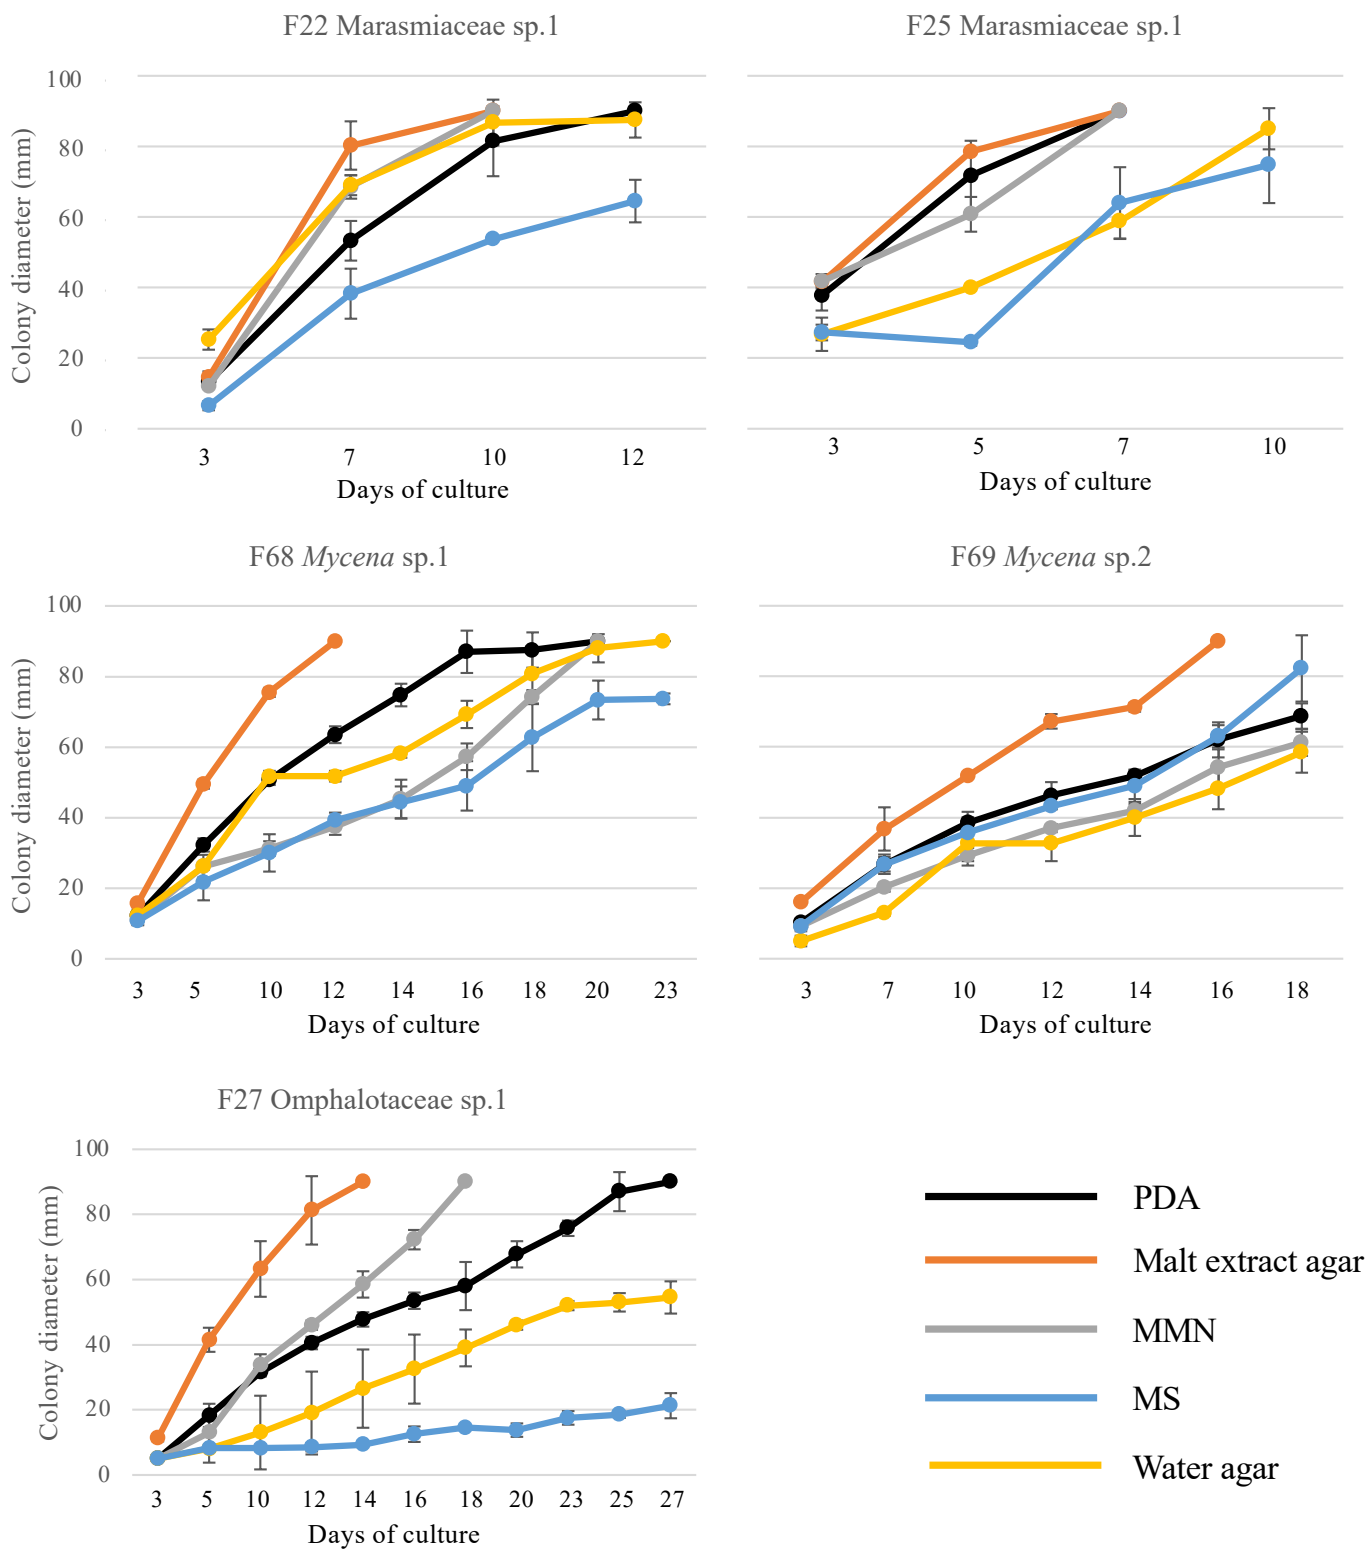 F22 Marasmiaceae sp.1
F25 Marasmiaceae sp.1
Colony diameter (mm)
100
80
60
40
20
0
3 7 10 12
Days of culture
3 5 7 10
Days of culture
F68 Mycena sp.1
F69 Mycena sp.2
Colony diameter (mm)
100
80
60
40
20
0
3 5 10 12 14 16 18 20 23
Days of culture
3 7 10 12 14 16 18
Days of culture
F27 Omphalotaceae sp.1
Colony diameter (mm)
100
80
60
40
20
0
3 5 10 12 14 16 18 20 23 25 27
Days of culture
PDA
Malt extract agar
MMN
MS
Water agar